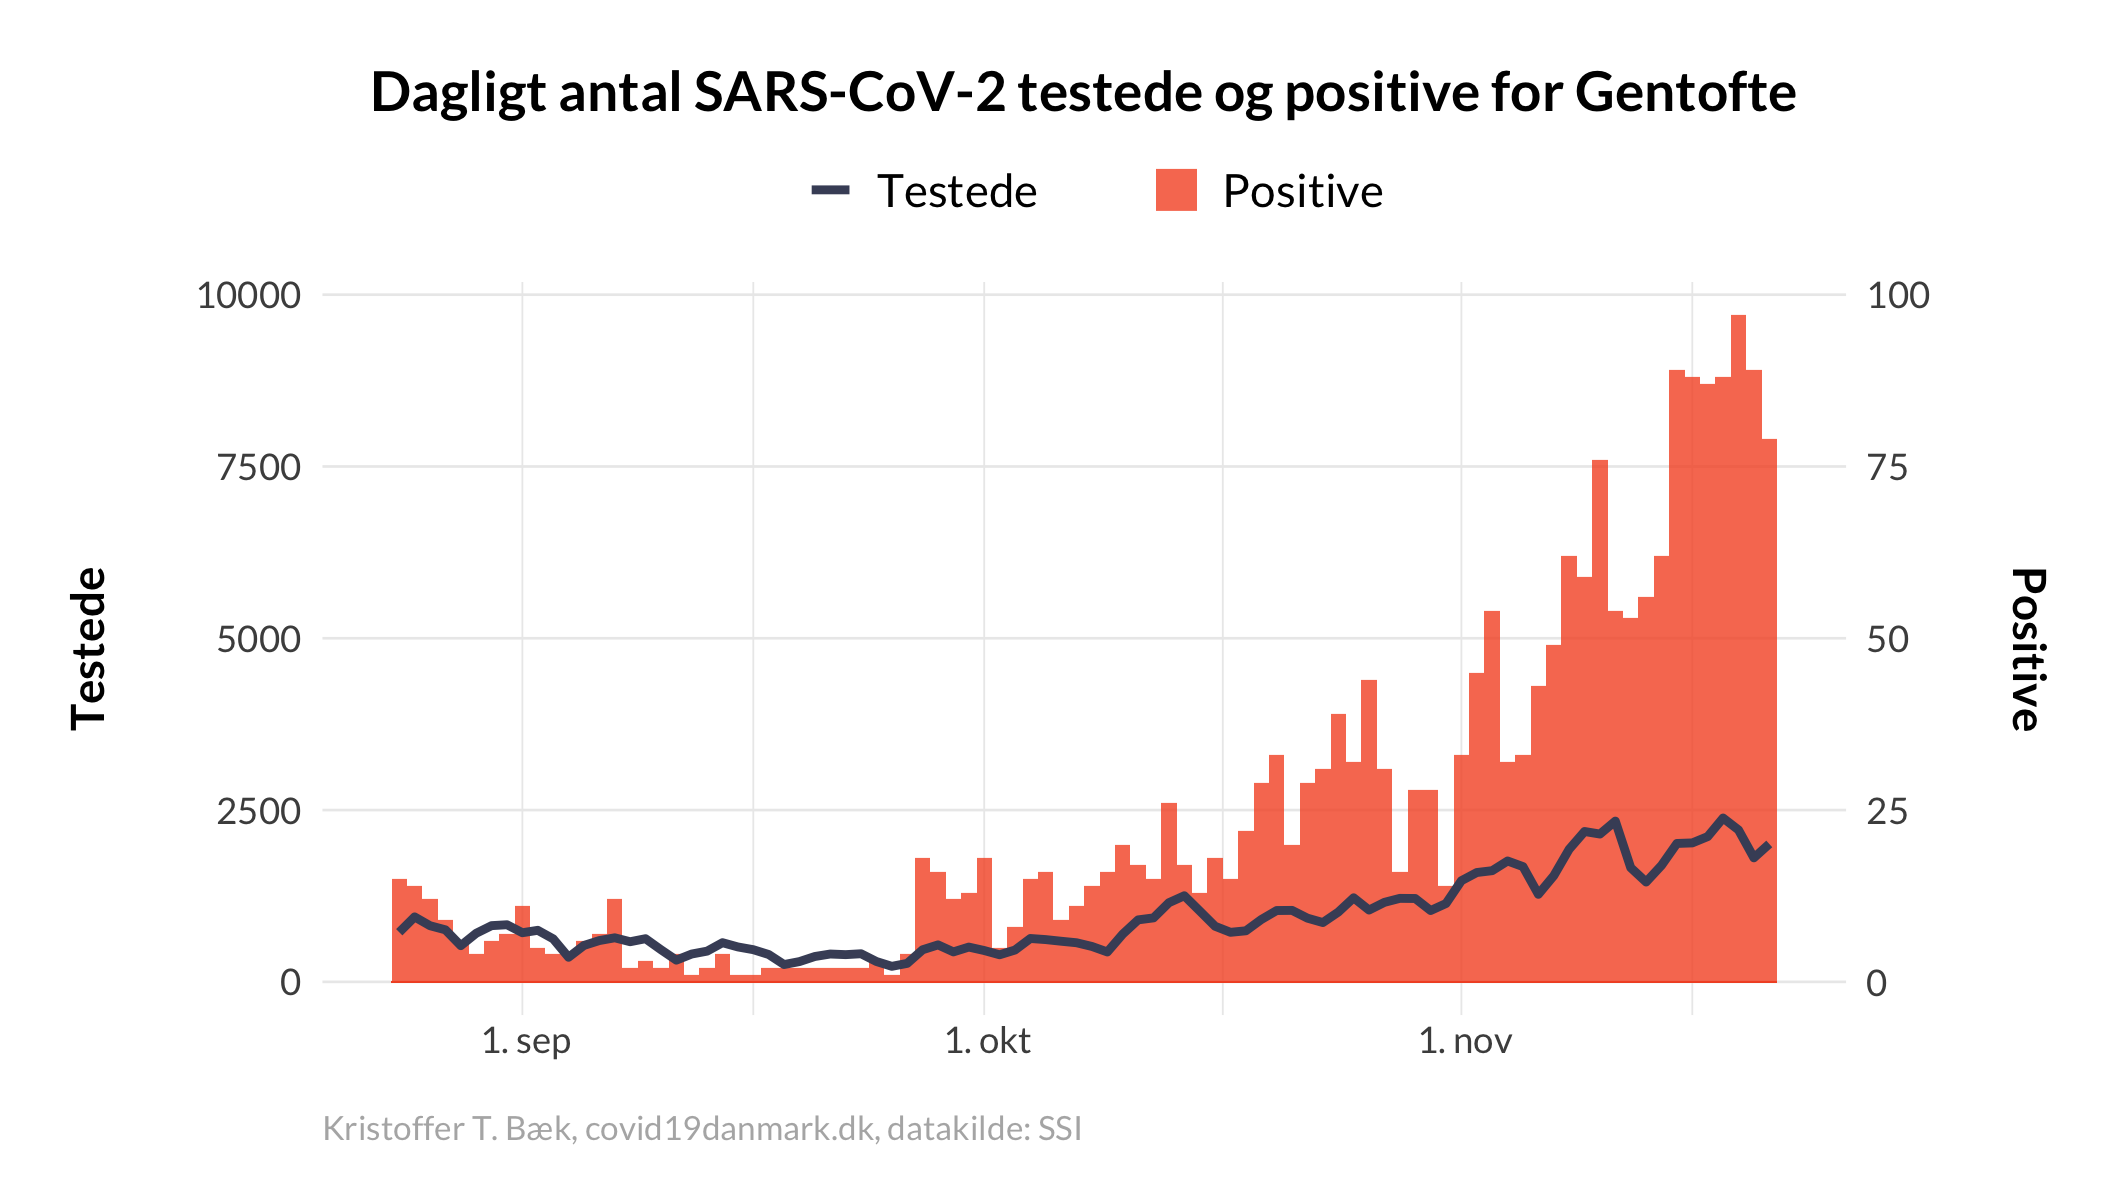 Dagligt antal SARS-CoV-2 testede og positive for Gentofte
Testede
Positive
10000
7500
5000
2500
0
Testede
100
75
50
25
0
Positive
1. sep
1. okt
1. nov
Kristoffer T. Bæk, covid19danmark.dk, datakilde: SSI